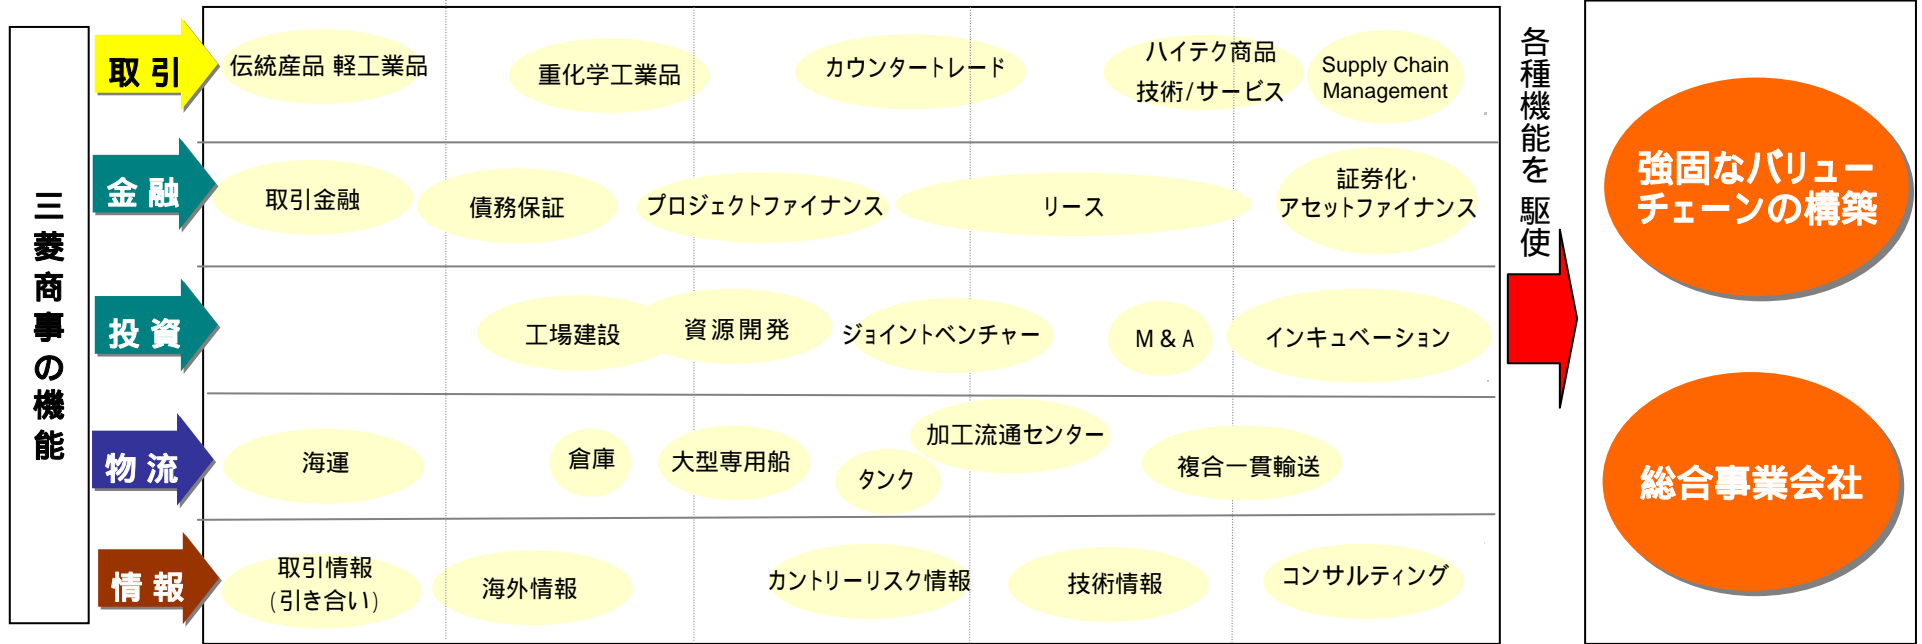 三菱商事の機能
取引
伝統産品 軽工業品
重化学工業品
カウンタートレード
ハイテク商品
技術/サービス
Supply Chain
Management
金融
取引金融
債務保証
プロジェクトファイナンス
リース
証券化・
アセットファイナンス
投資
工場建設
資源開発
ジョイントベンチャー
M & A
インキュベーション
物流
海運
倉庫
大型専用船
タンク
加工流通センター
複合一貫輸送
情報
取引情報
(引き合い)
海外情報
カントリーリスク情報
技術情報
コンサルティング
各種機能を駆使
強固なバリュー
チェーンの構築
総合事業会社